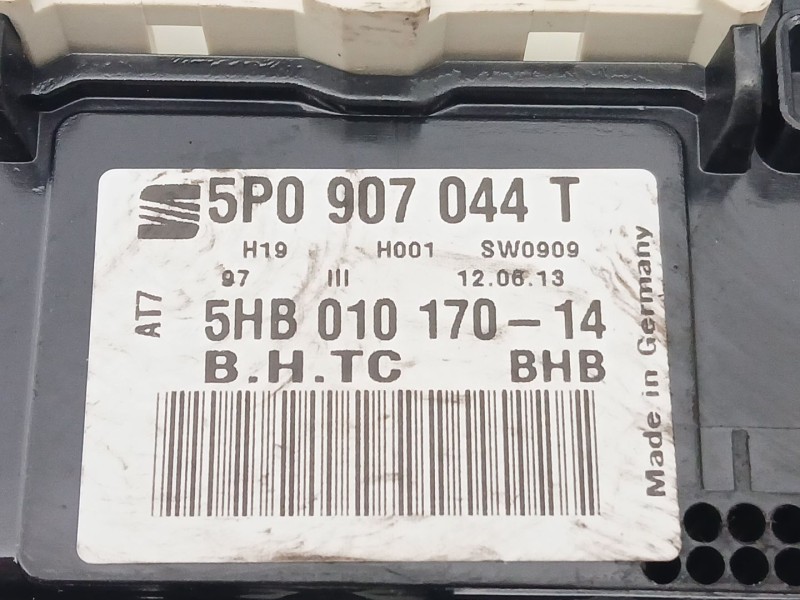 5P0 907 044 T
H19 H001 SW0909
97 III 12.06.13
AT7
5HB 010 170-14
B.H.TC BHB
Made in Germany